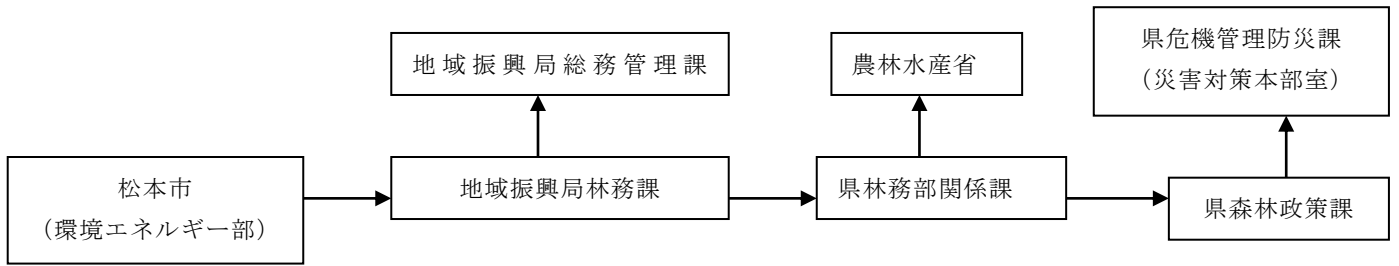 県危機管理防災課
（災害対策本部室）
地域振興局総務管理課
農林水産省
松本市
（環境エネルギー部）
地域振興局林務課
県林務部関係課
県森林政策課